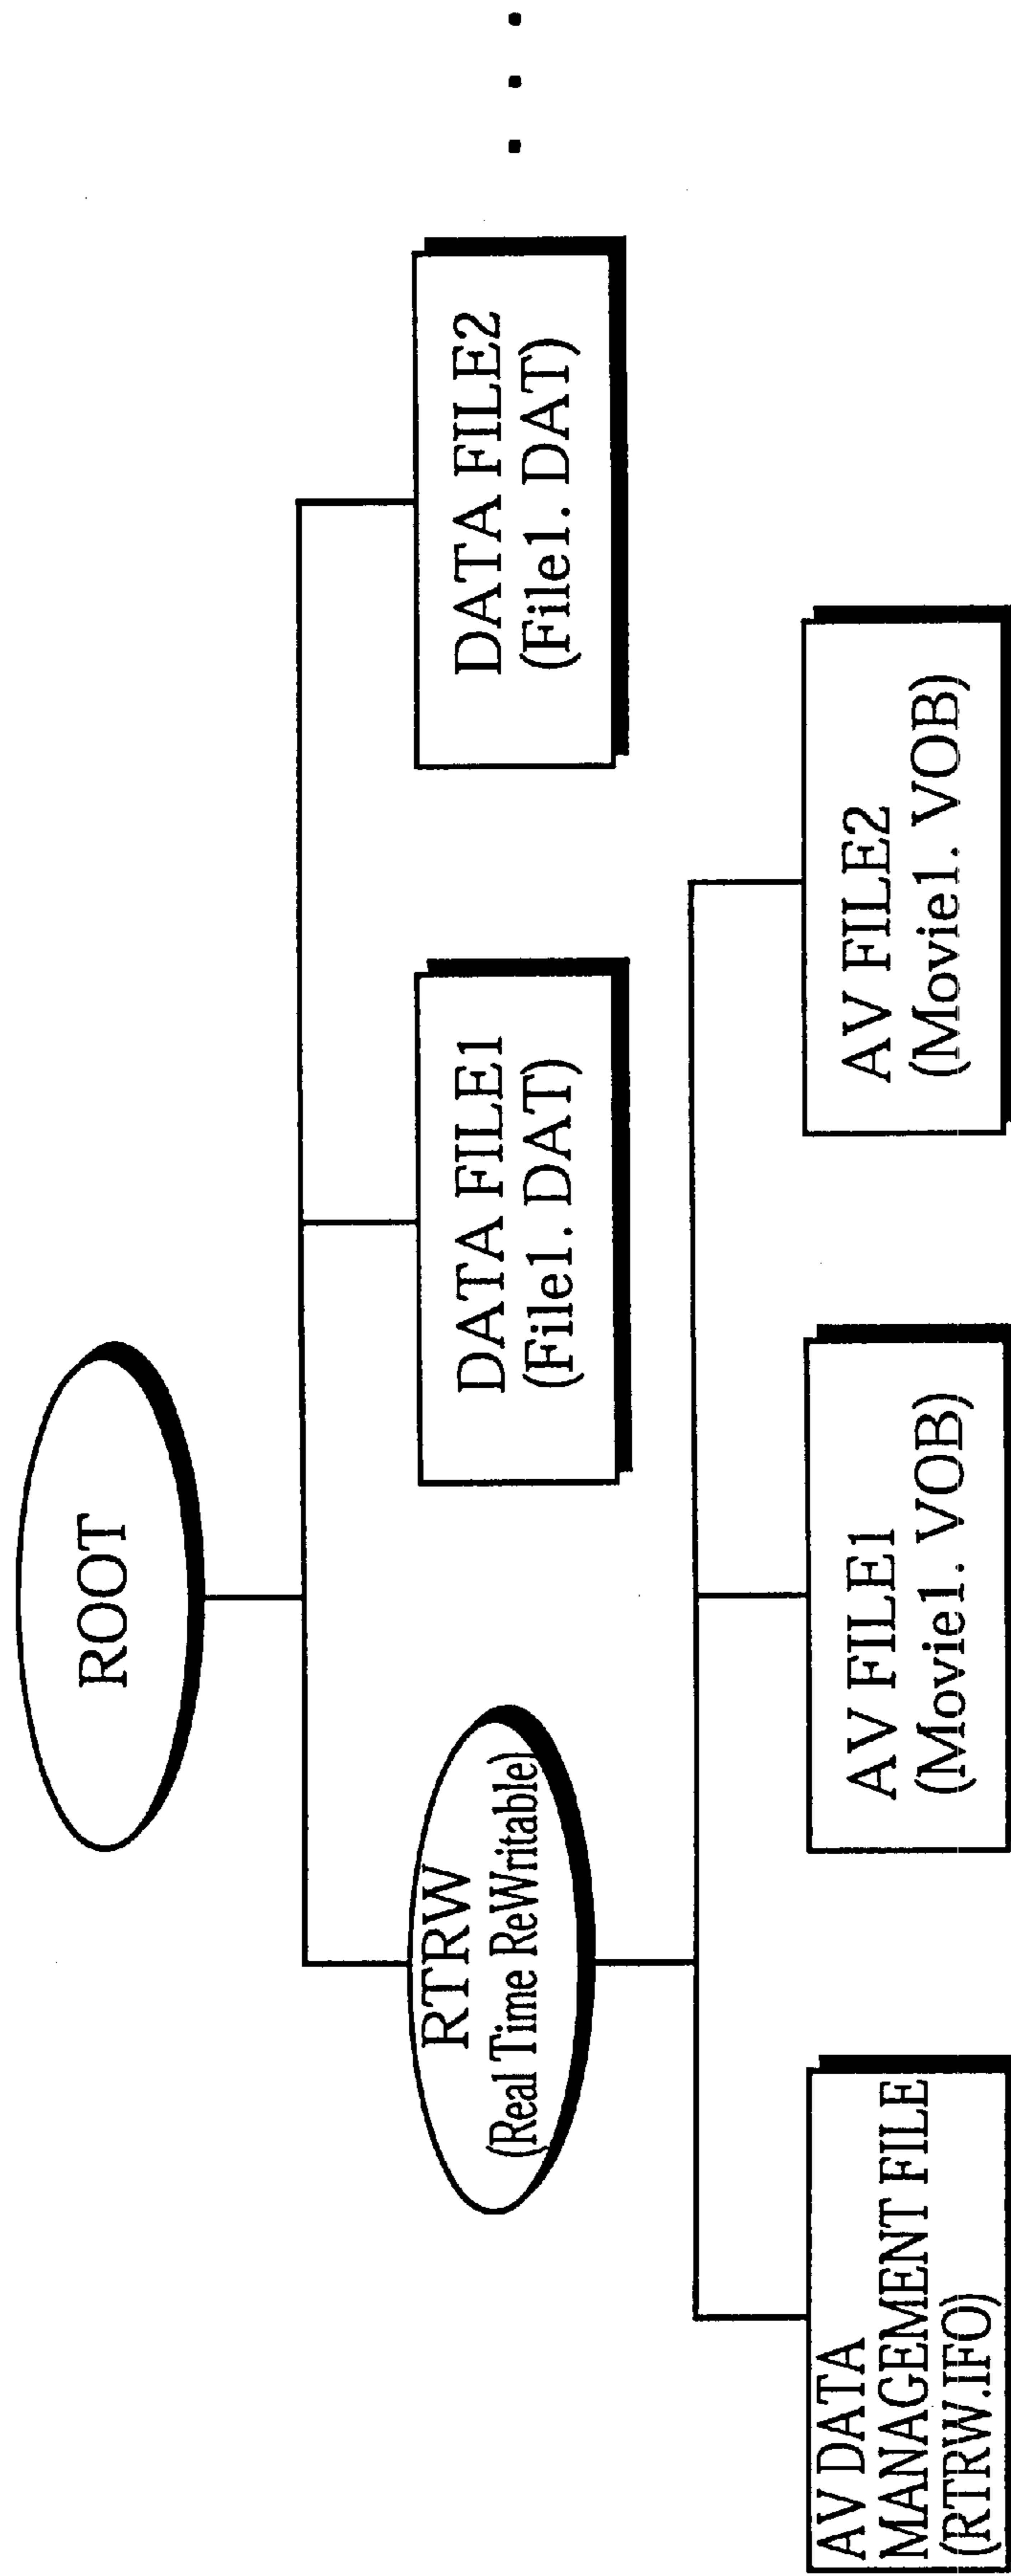 ROOT
RTRW
(Real Time ReWritable)
DATA FILE1
(File1. DAT)
DATA FILE2
(File1. DAT)
. . .
AV DATA
MANAGEMENT FILE
(RTRW.IFO)
AV FILE1
(Movie1. VOB)
AV FILE2
(Movie1. VOB)